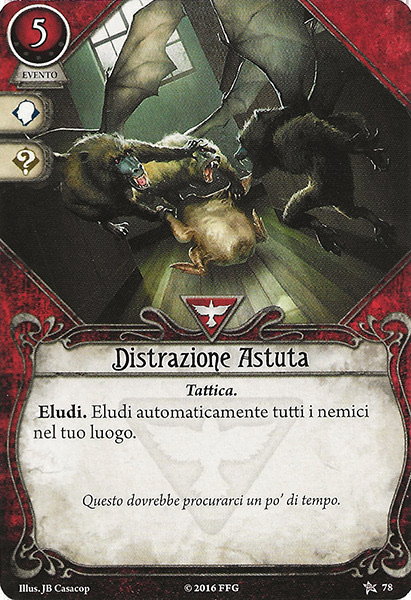 5
EVENTO
?
Distrazione Astuta
Tattica.
Eludi. Eludi automaticamente tutti i nemici
nel tuo luogo.
Questo dovrebbe procurarci un po' di tempo.
Illus. JB Casacop © 2016 FFG 78